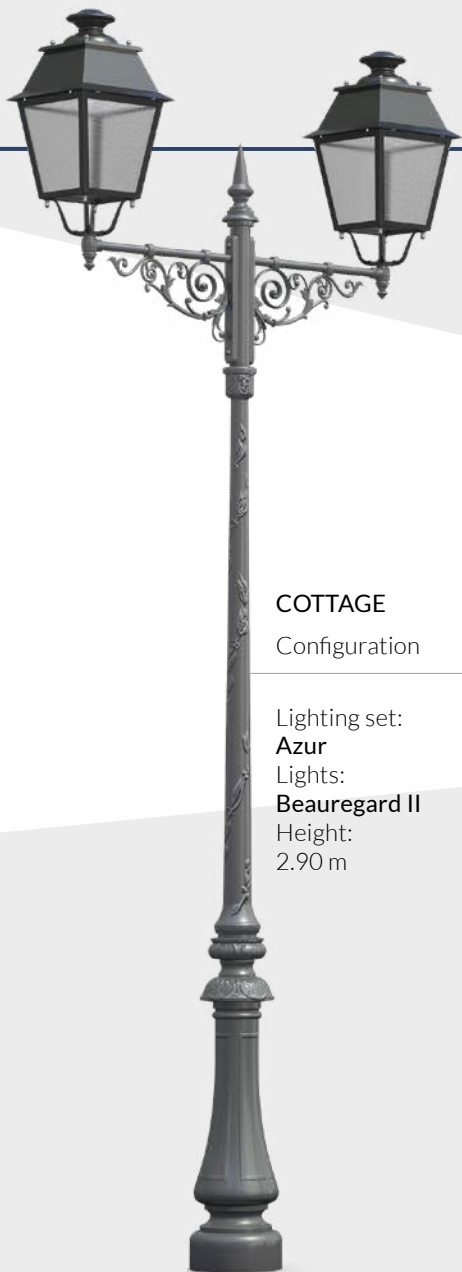 COTTAGE
Configuration
Lighting set:
Azur
Lights:
Beauregard II
Height:
2.90 m